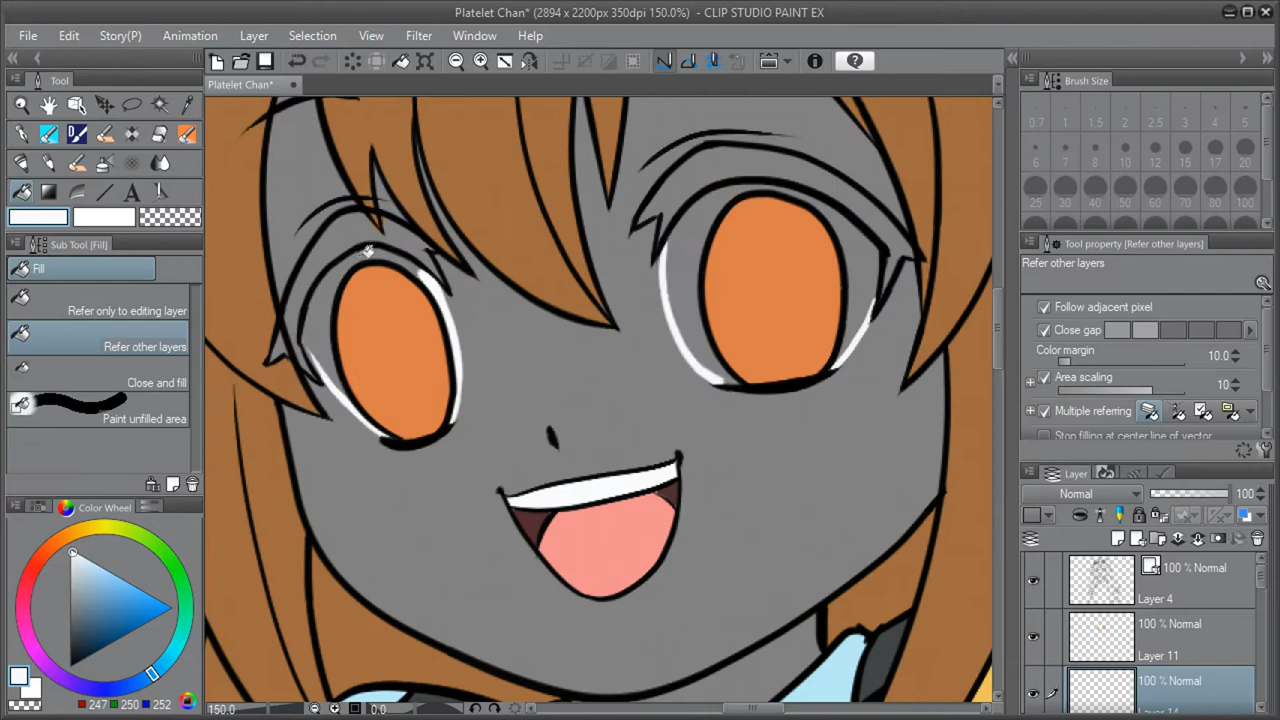 Platelet Chan* (2894 x 2200px 350dpi 150.0%) - CLIP STUDIO PAINT EX
File Edit Story(P) Animation Layer Selection View Filter Window Help
Tool
Platelet Chan*
Brush Size
0.7 1 1.5 2 2.5 3 4 5
6 7 8 10 12 15 17 20
25 30 35 40 50 60 70 80
A
Sub Tool [Fill]
Fill
Refer only to editing layer
Refer other layers
Close and fill
Paint unfilled area
Color Wheel
247 250 252
Tool property [Refer other layers]
Refer other layers
Follow adjacent pixel
Close gap
Color margin 10.0
Area scaling 10
Multiple referring
Stop filling at center line of vector
Layer
Normal 100
100 % Normal
Layer 4
100 % Normal
Layer 11
100 % Normal
150.0 0.0